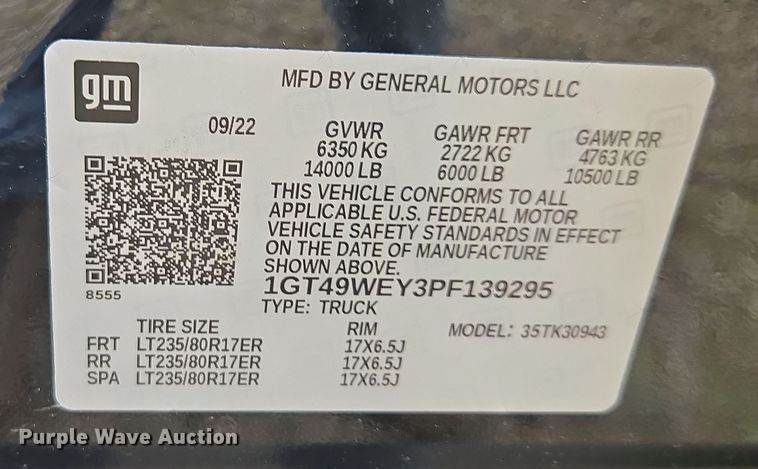 gm
MFD BY GENERAL MOTORS LLC
09/22 GVWR GAWR FRT GAWR RR
6350 KG 2722 KG 4763 KG
14000 LB 6000 LB 10500 LB
THIS VEHICLE CONFORMS TO ALL
APPLICABLE U.S. FEDERAL MOTOR
VEHICLE SAFETY STANDARDS IN EFFECT
ON THE DATE OF MANUFACTURE
SHOWN ABOVE.
8555
1GT49WEY3PF139295
TYPE: TRUCK
TIRE SIZE RIM MODEL: 35TK30943
FRT LT235/80R17ER 17X6.5J
RR LT235/80R17ER 17X6.5J
SPA LT235/80R17ER 17X6.5J
Purple Wave Auction